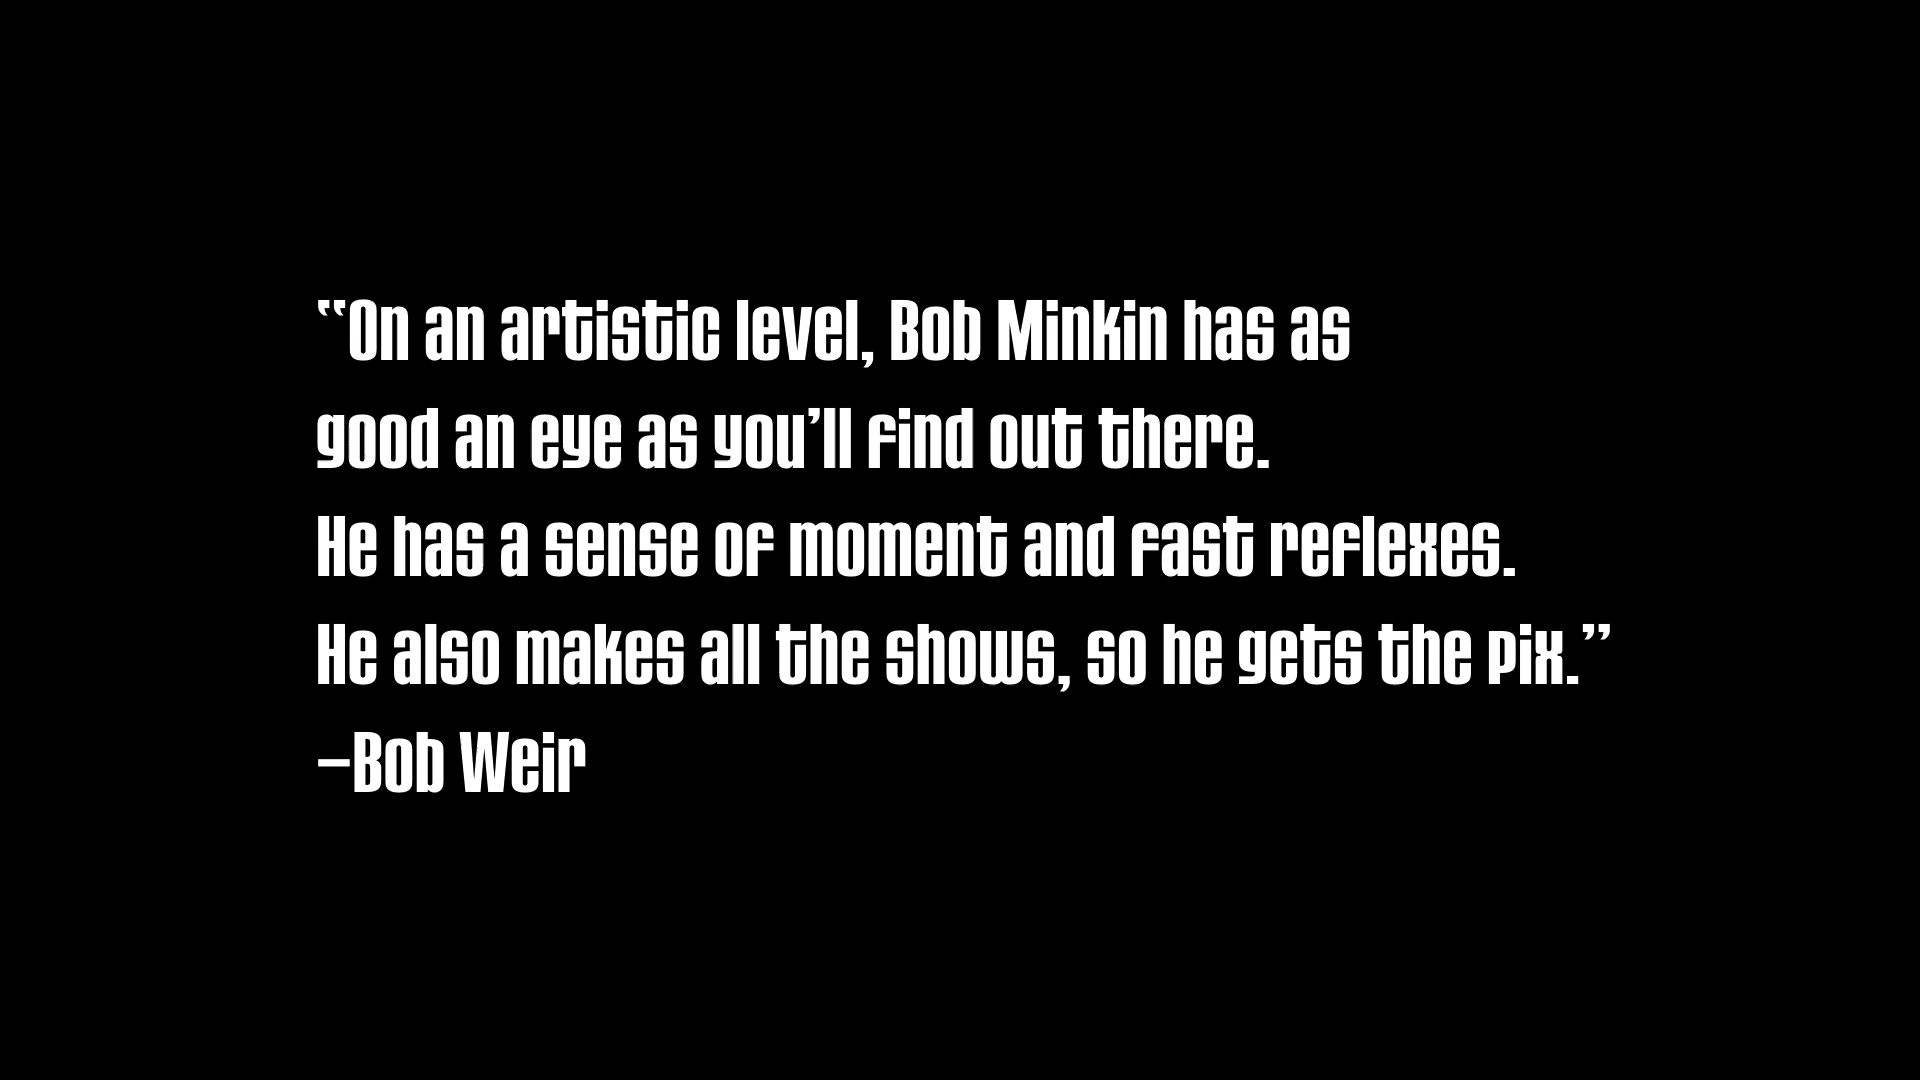 “On an artistic level, Bob Minkin has as
good an eye as you’ll find out there.
He has a sense of moment and fast reflexes.
He also makes all the shows, so he gets the pix.”
–Bob Weir